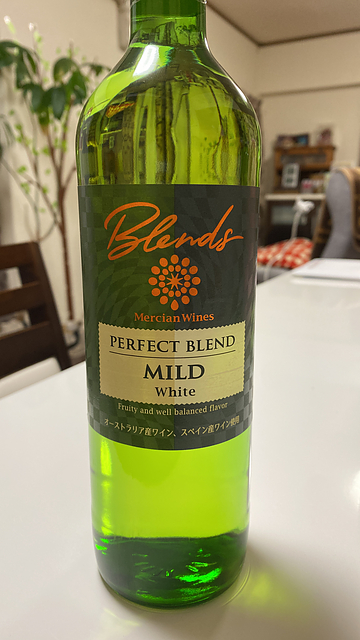 Blends
Mercian Wines
PERFECT BLEND
MILD
White
Fruity and well balanced flavor
オーストラリア産ワイン、スペイン産ワイン使用